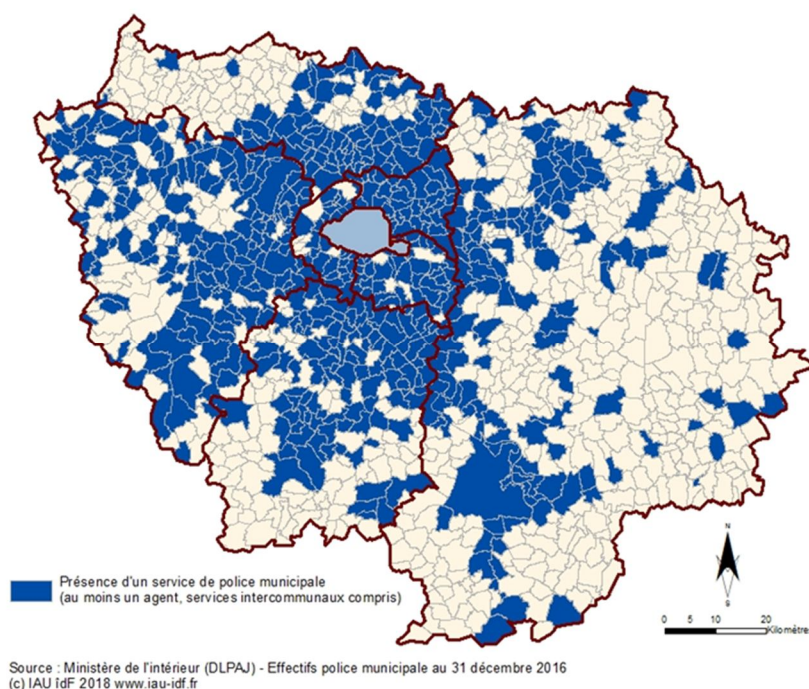 Présence d'un service de police municipale
(au moins un agent, services intercommunaux compris)
N
S
0 5 10 20
Kilomètres
Source : Ministère de l'intérieur (DLPAJ) - Effectifs police municipale au 31 décembre 2016
(c) IAU îdF 2018 www.iau-idf.fr